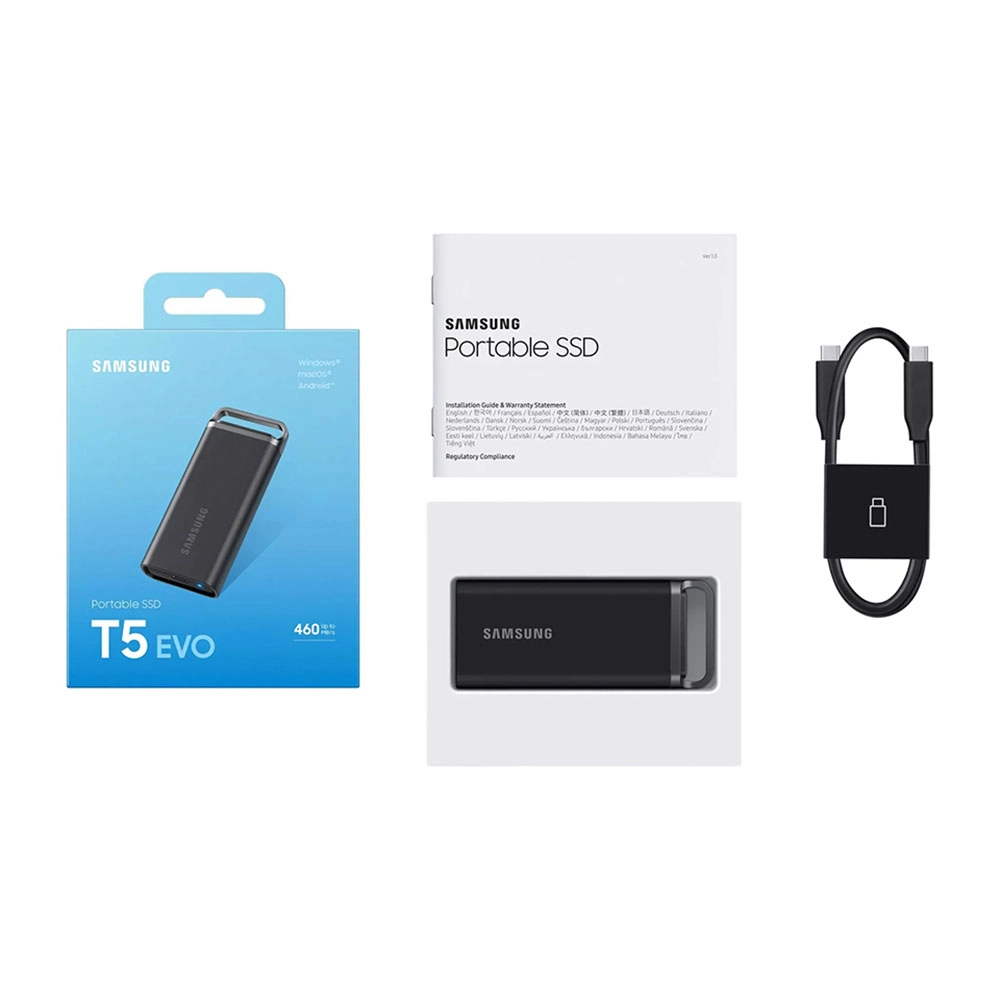 SAMSUNG
Windows®
macOS®
Android™
SAMSUNG
Portable SSD
T5 EVO
460 Up to MB/s
Ver 1.0
SAMSUNG
Portable SSD
Installation Guide & Warranty Statement
English / 한국어 / Français / Español / 中文 (简体) / 中文 (繁體) / 日本語 / Deutsch / Italiano /
Nederlands / Dansk / Norsk / Suomi / Čeština / Magyar / Polski / Português / Slovenčina /
Slovenščina / Türkçe / Русский / Українська / Български / Hrvatski / Română / Svenska /
Eesti keel / Lietuvių / Latviski / العربية / Ελληνικά / Indonesia / Bahasa Melayu / ไทย /
Tiếng Việt
Regulatory Compliance
SAMSUNG